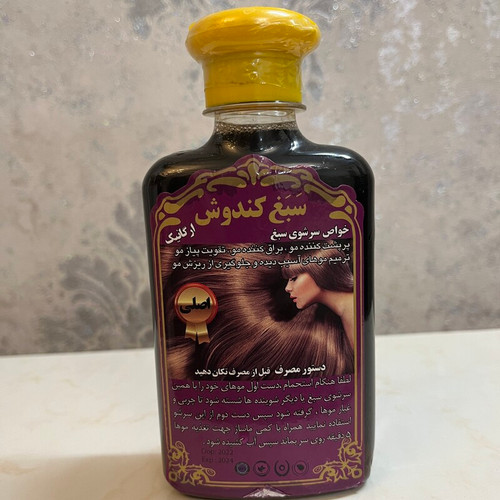 سبغ کندوش
ارگانیک
خواص سرشوی سبغ
پرپشت کننده مو ، براق کننده مو، تقویت پیاز مو
ترمیم موهای آسیب دیده و جلوگیری از ریزش مو
اصلی
دستور مصرف قبل از مصرف تکان دهید
لطفا هنگام استحمام ،دست اول موهای خود را با همین
سرشوی سبغ یا دیگر شوینده ها شسته شود تا چربی و
غبار موها ، گرفته شود سپس دست دوم از این سرشو
استفاده نمایید همراه با کمی ماساژ جهت تغذیه موها
۵ دقیقه روی سر بماند سپس آب کشیده شود .